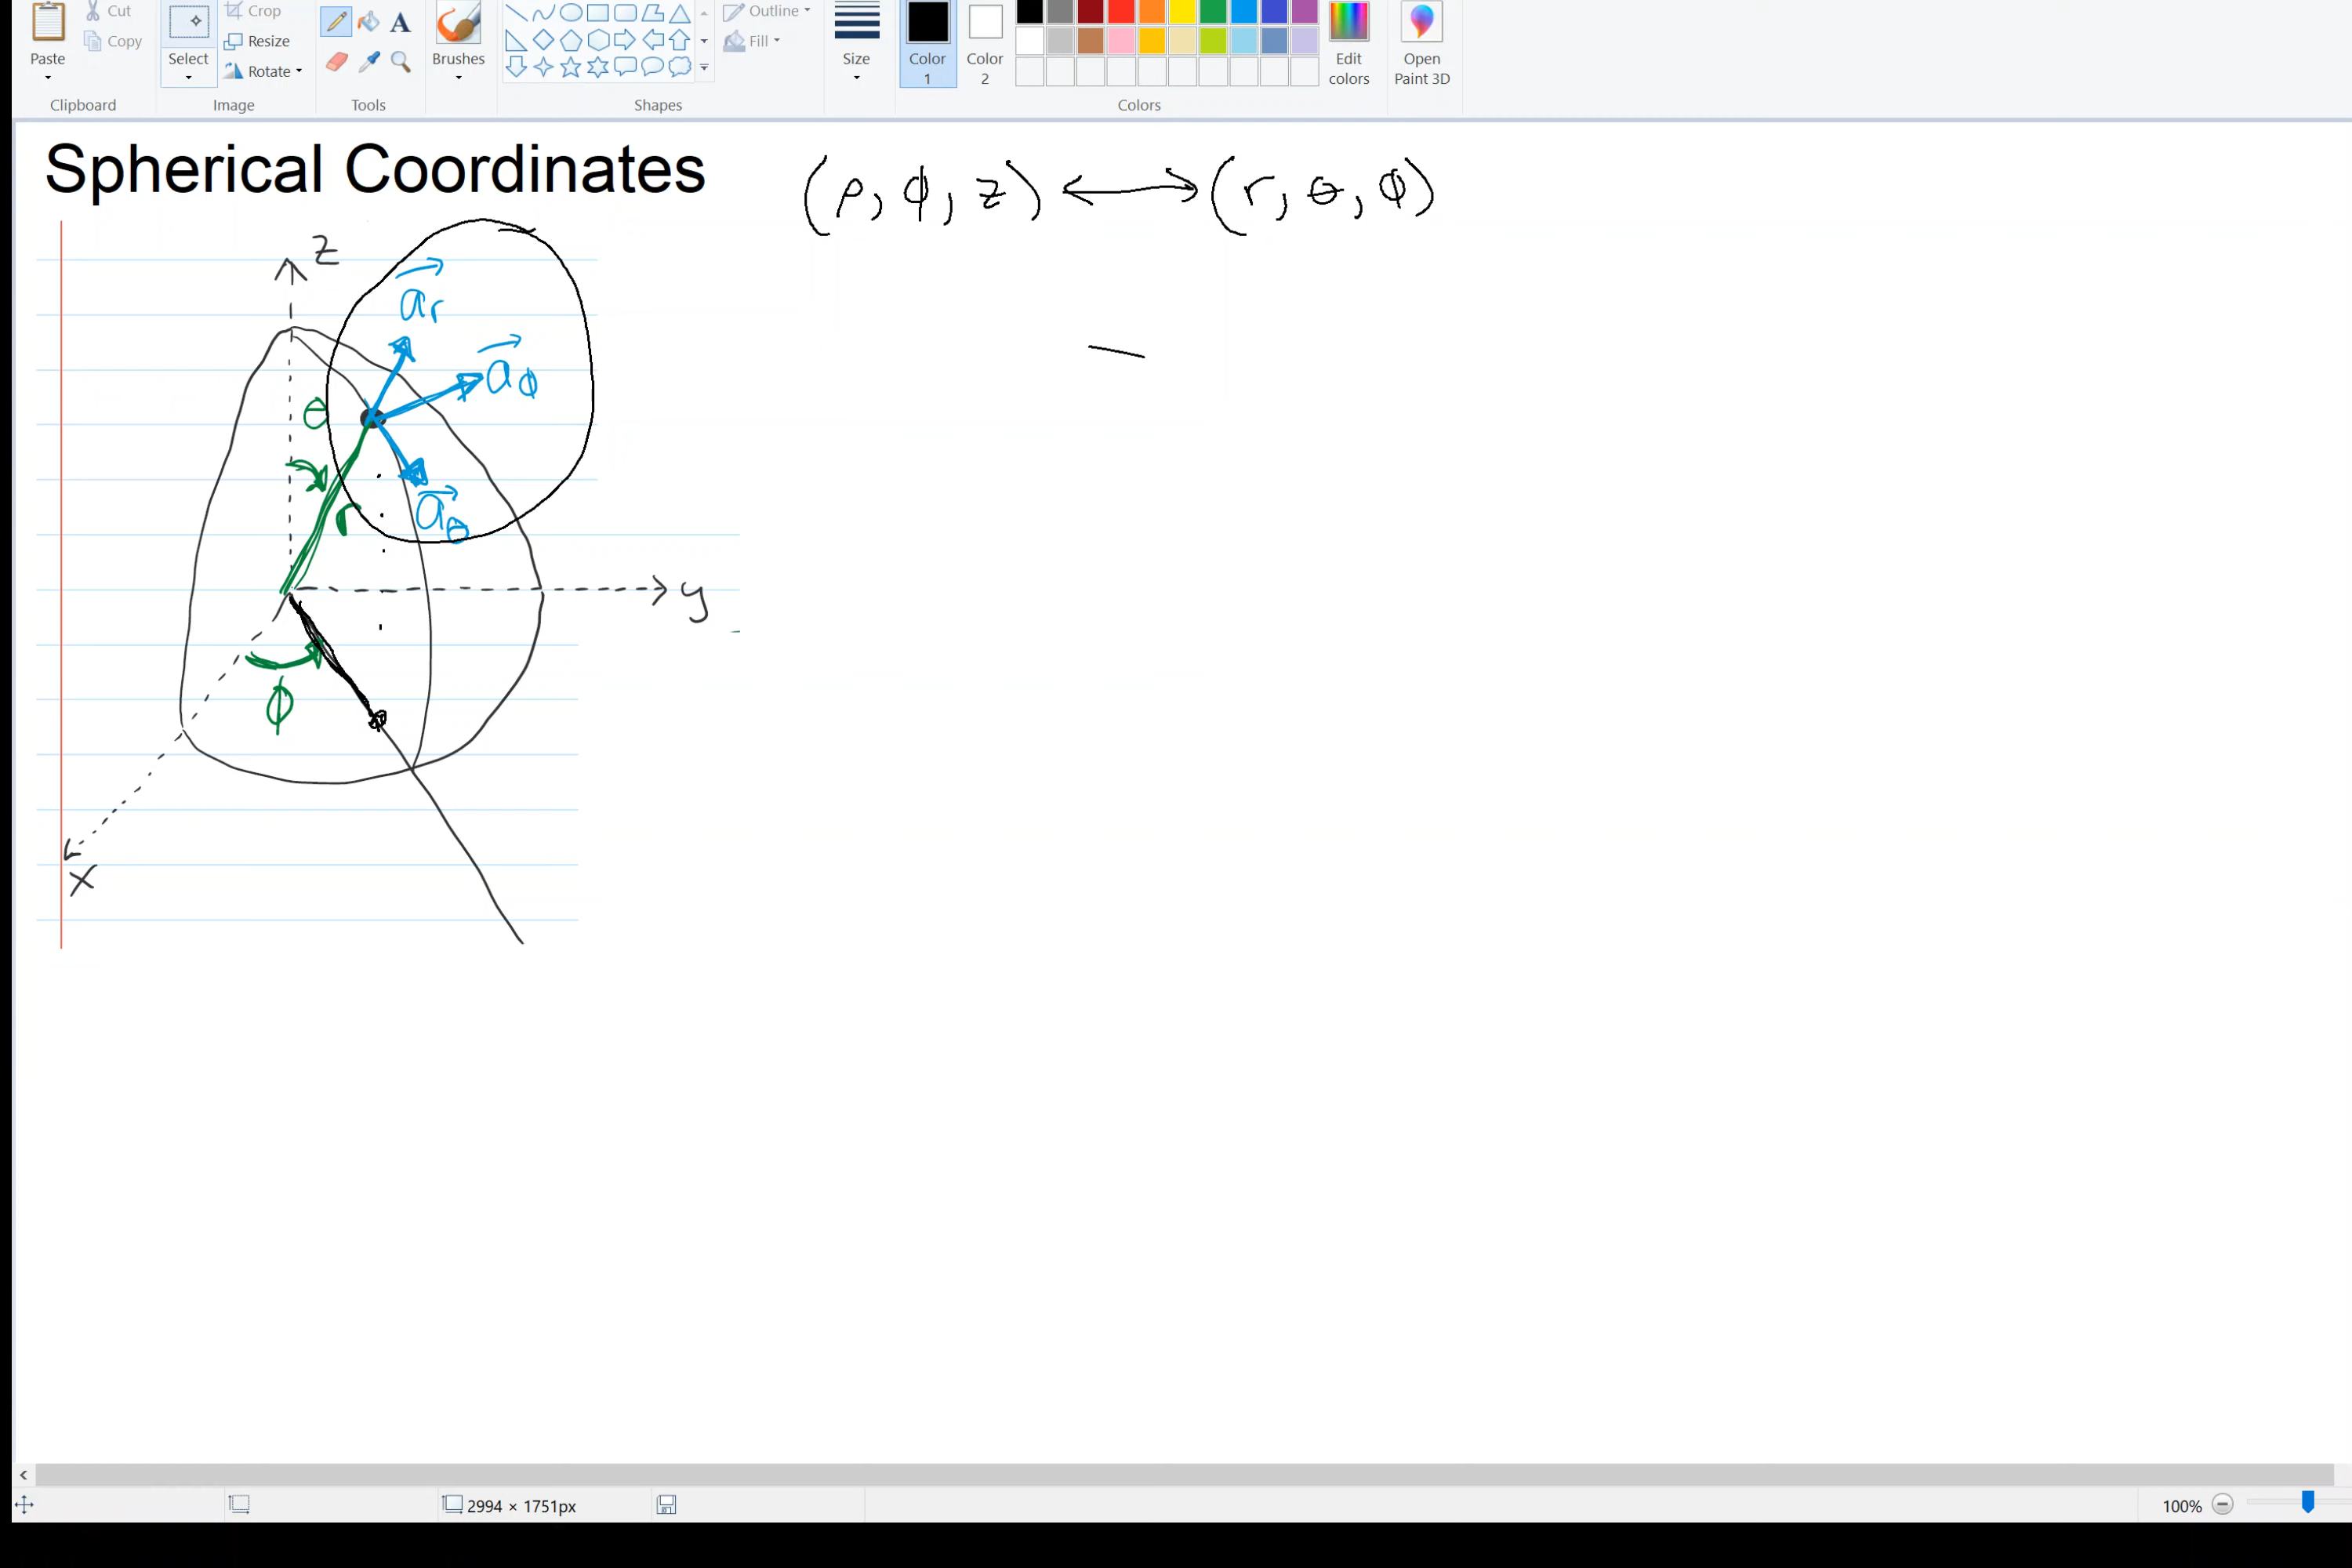 Paste
Cut
Copy
Clipboard
Select
Crop
Resize
Rotate
Image
A
Tools
Brushes
Shapes
Outline
Fill
Size
Color 1
Color 2
Colors
Edit colors
Open Paint 3D
Spherical Coordinates
(ρ, ϕ, z) ⟷ (r, θ, ϕ)
z
a⃗r
a⃗ϕ
θ
r
a⃗θ
y
ϕ
x
2994 × 1751px
100%